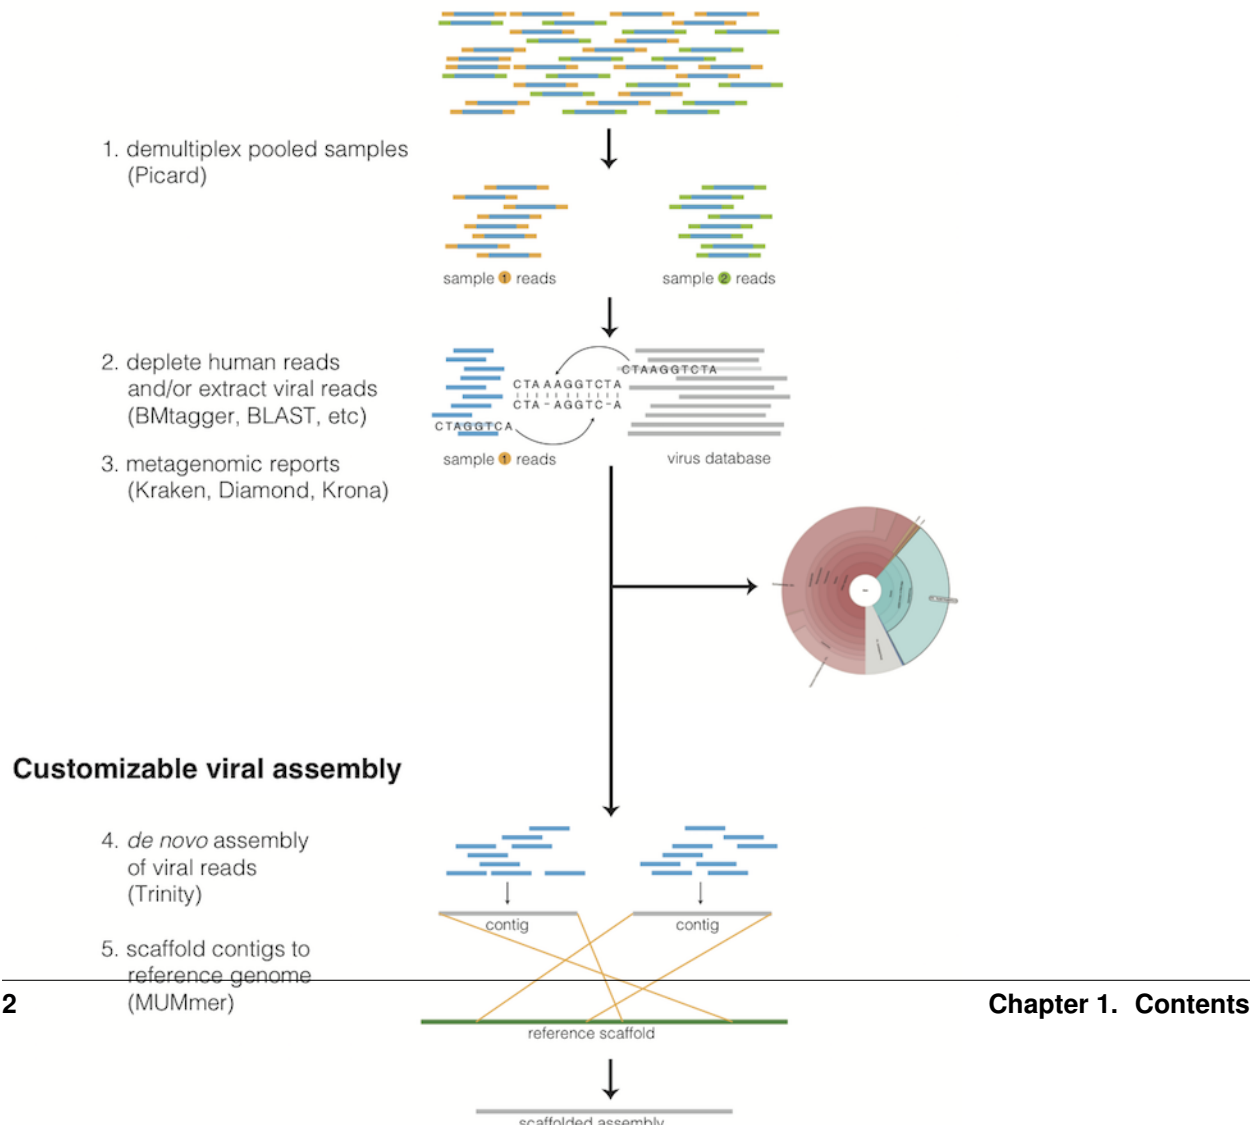 1. demultiplex pooled samples
(Picard)
sample 1 reads
sample 2 reads
2. deplete human reads
and/or extract viral reads
(BMtagger, BLAST, etc)
CTAAGGTCTA
CTAAAGGTCTA
CTA-AGGTC-A
CTAGGTCA
sample 1 reads
virus database
3. metagenomic reports
(Kraken, Diamond, Krona)
Customizable viral assembly
4. de novo assembly
of viral reads
(Trinity)
contig
contig
5. scaffold contigs to
reference genome
(MUMmer)
2
Chapter 1. Contents
reference scaffold
scaffolded assembly